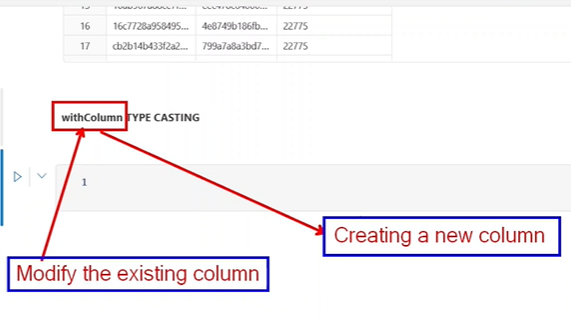 16 16c7728a958495... 4e8749b186fb... 22775
17 cb2b14b433f2a2... 799a7a8a3bd7... 22775
withColumn TYPE CASTING
1
Creating a new column
Modify the existing column